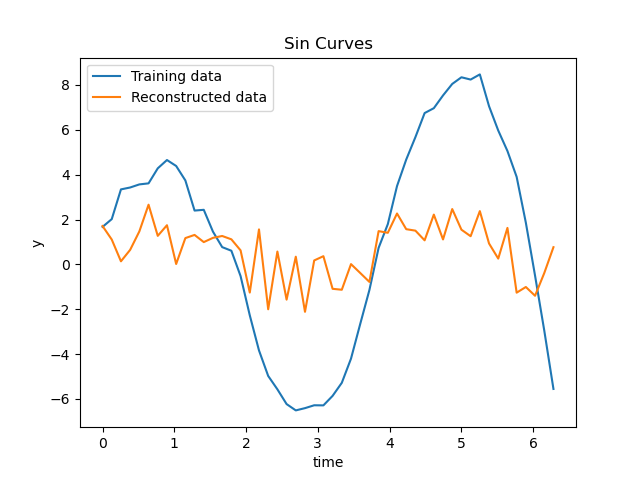 Sin Curves
Training data
Reconstructed data
8
6
4
2
0
−2
−4
−6
y
0 1 2 3 4 5 6
time